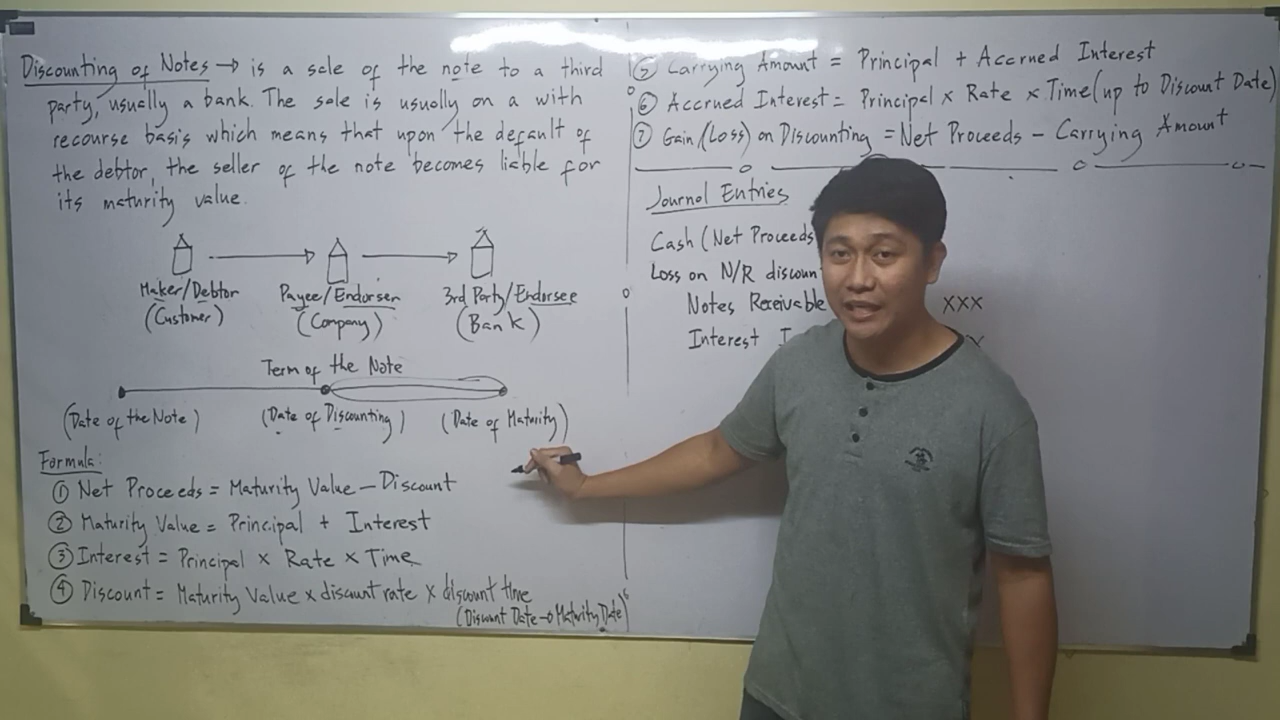 Discounting of Notes → is a sale of the note to a third
party, usually a bank. The sale is usually on a with
recourse basis which means that upon the default of
the debtor, the seller of the note becomes liable for
its maturity value.
Maker/Debtor
(Customer)
Payee/Endorser
(Company)
3rd Party/Endorsee
(Bank)
Term of the Note
(Date of the Note)
(Date of Discounting)
(Date of Maturity)
Formula:
① Net Proceeds = Maturity Value - Discount
② Maturity Value = Principal + Interest
③ Interest = Principal × Rate × Time
④ Discount = Maturity Value × discount rate × discount time
(Discount Date → Maturity Date)
⑤ Carrying Amount = Principal + Accrued Interest
⑥ Accrued Interest = Principal × Rate × Time (up to Discount Date)
⑦ Gain/(Loss) on Discounting = Net Proceeds - Carrying Amount
Journal Entries
Cash (Net Proceeds
Loss on N/R discoun
Notes Receivable XXX
Interest I